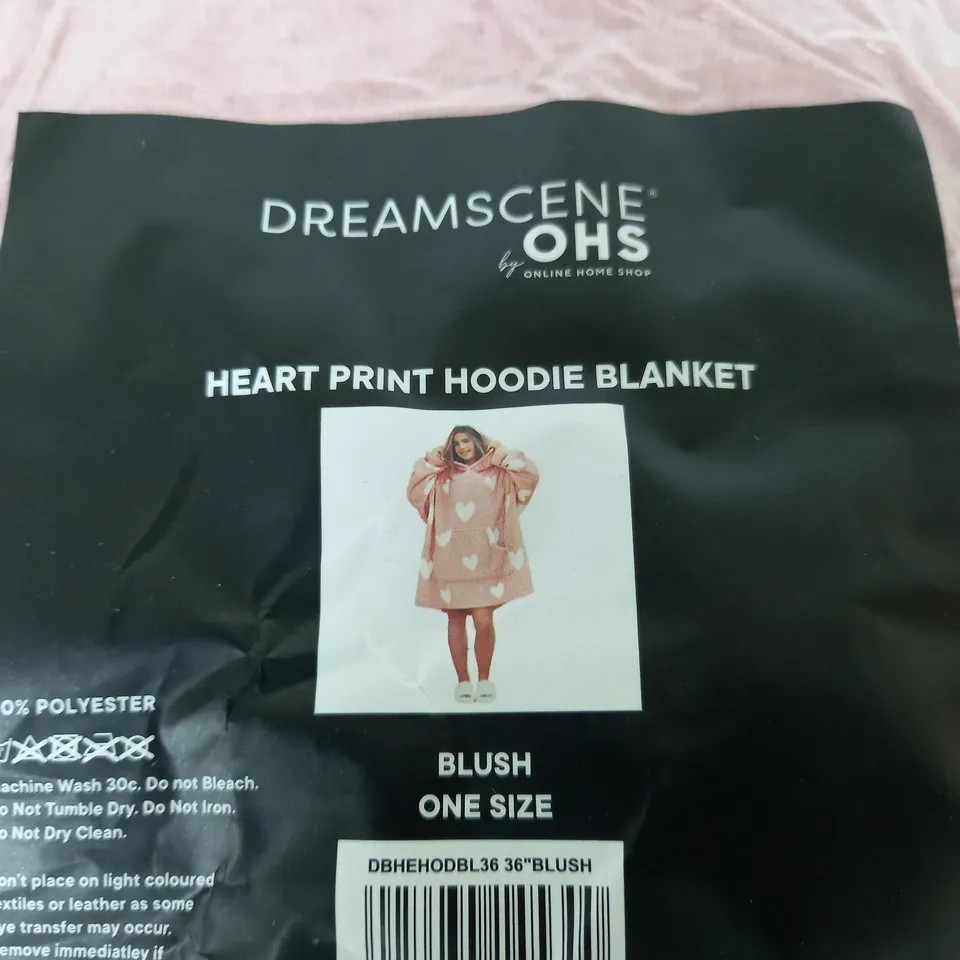 DREAMSCENE®
by OHS
ONLINE HOME SHOP
HEART PRINT HOODIE BLANKET
0% POLYESTER
achine Wash 30c. Do not Bleach.
o Not Tumble Dry. Do Not Iron.
o Not Dry Clean.
on't place on light coloured
extiles or leather as some
ye transfer may occur.
emove immediatley if
BLUSH
ONE SIZE
DBHEHODBL36 36"BLUSH